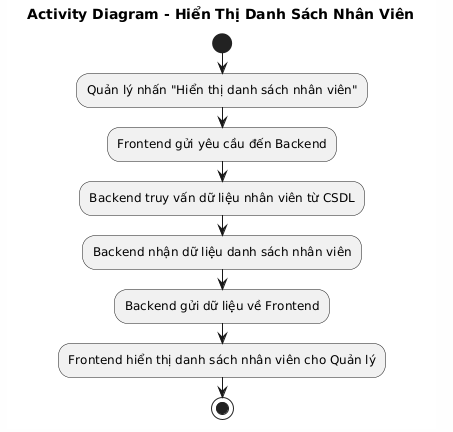 Activity Diagram - Hiển Thị Danh Sách Nhân Viên
Quản lý nhấn "Hiển thị danh sách nhân viên"
Frontend gửi yêu cầu đến Backend
Backend truy vấn dữ liệu nhân viên từ CSDL
Backend nhận dữ liệu danh sách nhân viên
Backend gửi dữ liệu về Frontend
Frontend hiển thị danh sách nhân viên cho Quản lý